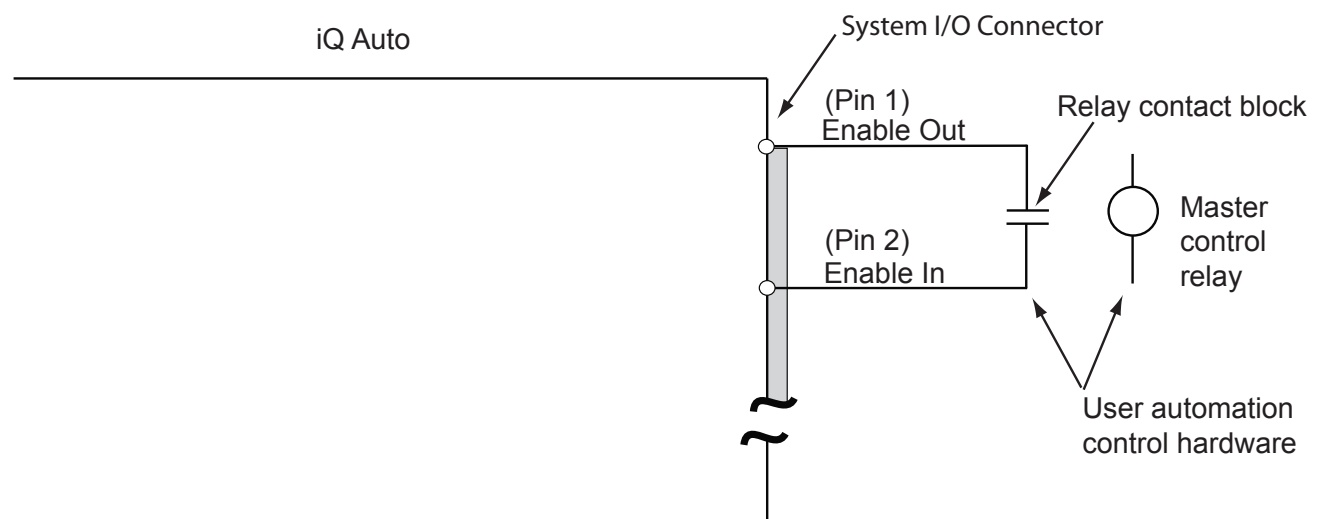 iQ Auto
System I/O Connector
(Pin 1)
Enable Out
Relay contact block
Master
control
relay
(Pin 2)
Enable In
User automation
control hardware